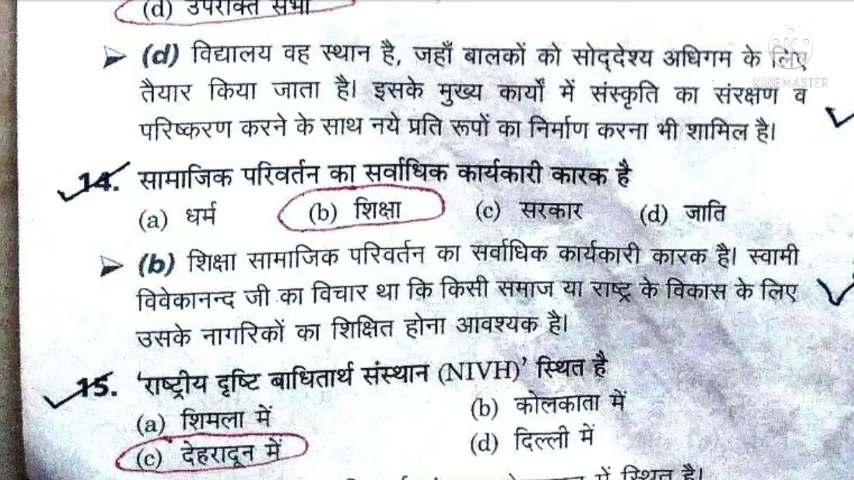 (d) उपरोक्त सभी
KINEMASTER
➢ (d) विद्यालय वह स्थान है, जहाँ बालकों को सोद्देश्य अधिगम के लिए
तैयार किया जाता है। इसके मुख्य कार्यों में संस्कृति का संरक्षण व
परिष्करण करने के साथ नये प्रति रूपों का निर्माण करना भी शामिल है।
14. सामाजिक परिवर्तन का सर्वाधिक कार्यकारी कारक है
(a) धर्म (b) शिक्षा (c) सरकार (d) जाति
➢ (b) शिक्षा सामाजिक परिवर्तन का सर्वाधिक कार्यकारी कारक है। स्वामी
विवेकानन्द जी का विचार था कि किसी समाज या राष्ट्र के विकास के लिए
उसके नागरिकों का शिक्षित होना आवश्यक है।
15. 'राष्ट्रीय दृष्टि बाधितार्थ संस्थान (NIVH)' स्थित है
(a) शिमला में (b) कोलकाता में
(c) देहरादून में (d) दिल्ली में
में स्थित है।